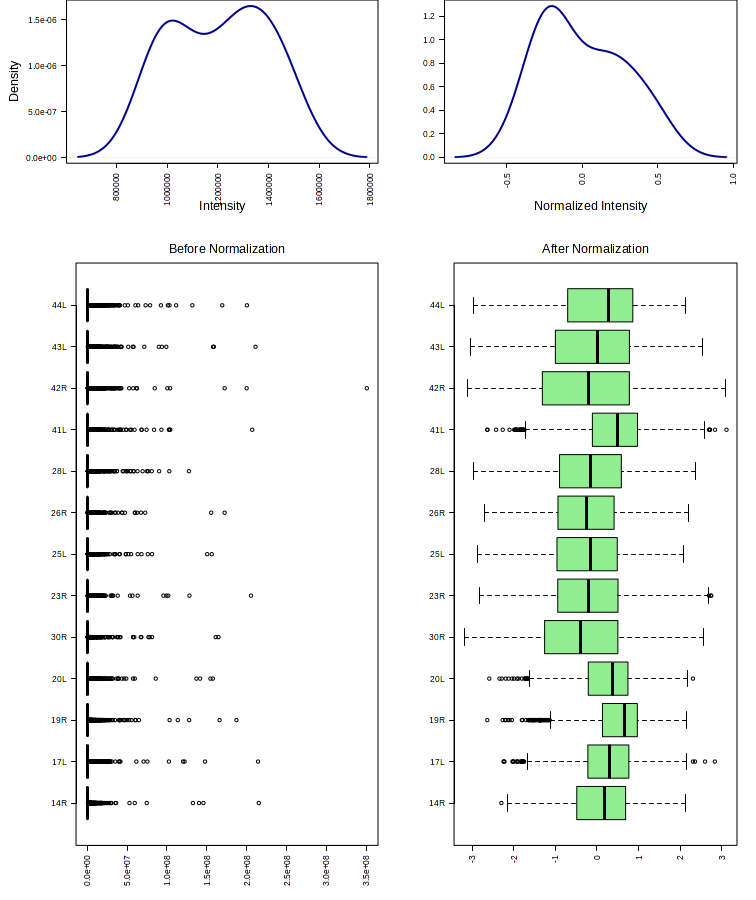 Density
1.5e-06
1.0e-06
5.0e-07
0.0e+00
800000
1000000
1200000
1400000
1600000
1800000
Intensity
1.2
1.0
0.8
0.6
0.4
0.2
0.0
-0.5
0.0
0.5
1.0
Normalized Intensity
Before Normalization
44L
43L
42R
41L
28L
26R
25L
23R
30R
20L
19R
17L
14R
0.0e+00
5.0e+07
1.0e+08
1.5e+08
2.0e+08
2.5e+08
3.0e+08
3.5e+08
After Normalization
44L
43L
42R
41L
28L
26R
25L
23R
30R
20L
19R
17L
14R
-3
-2
-1
0
1
2
3